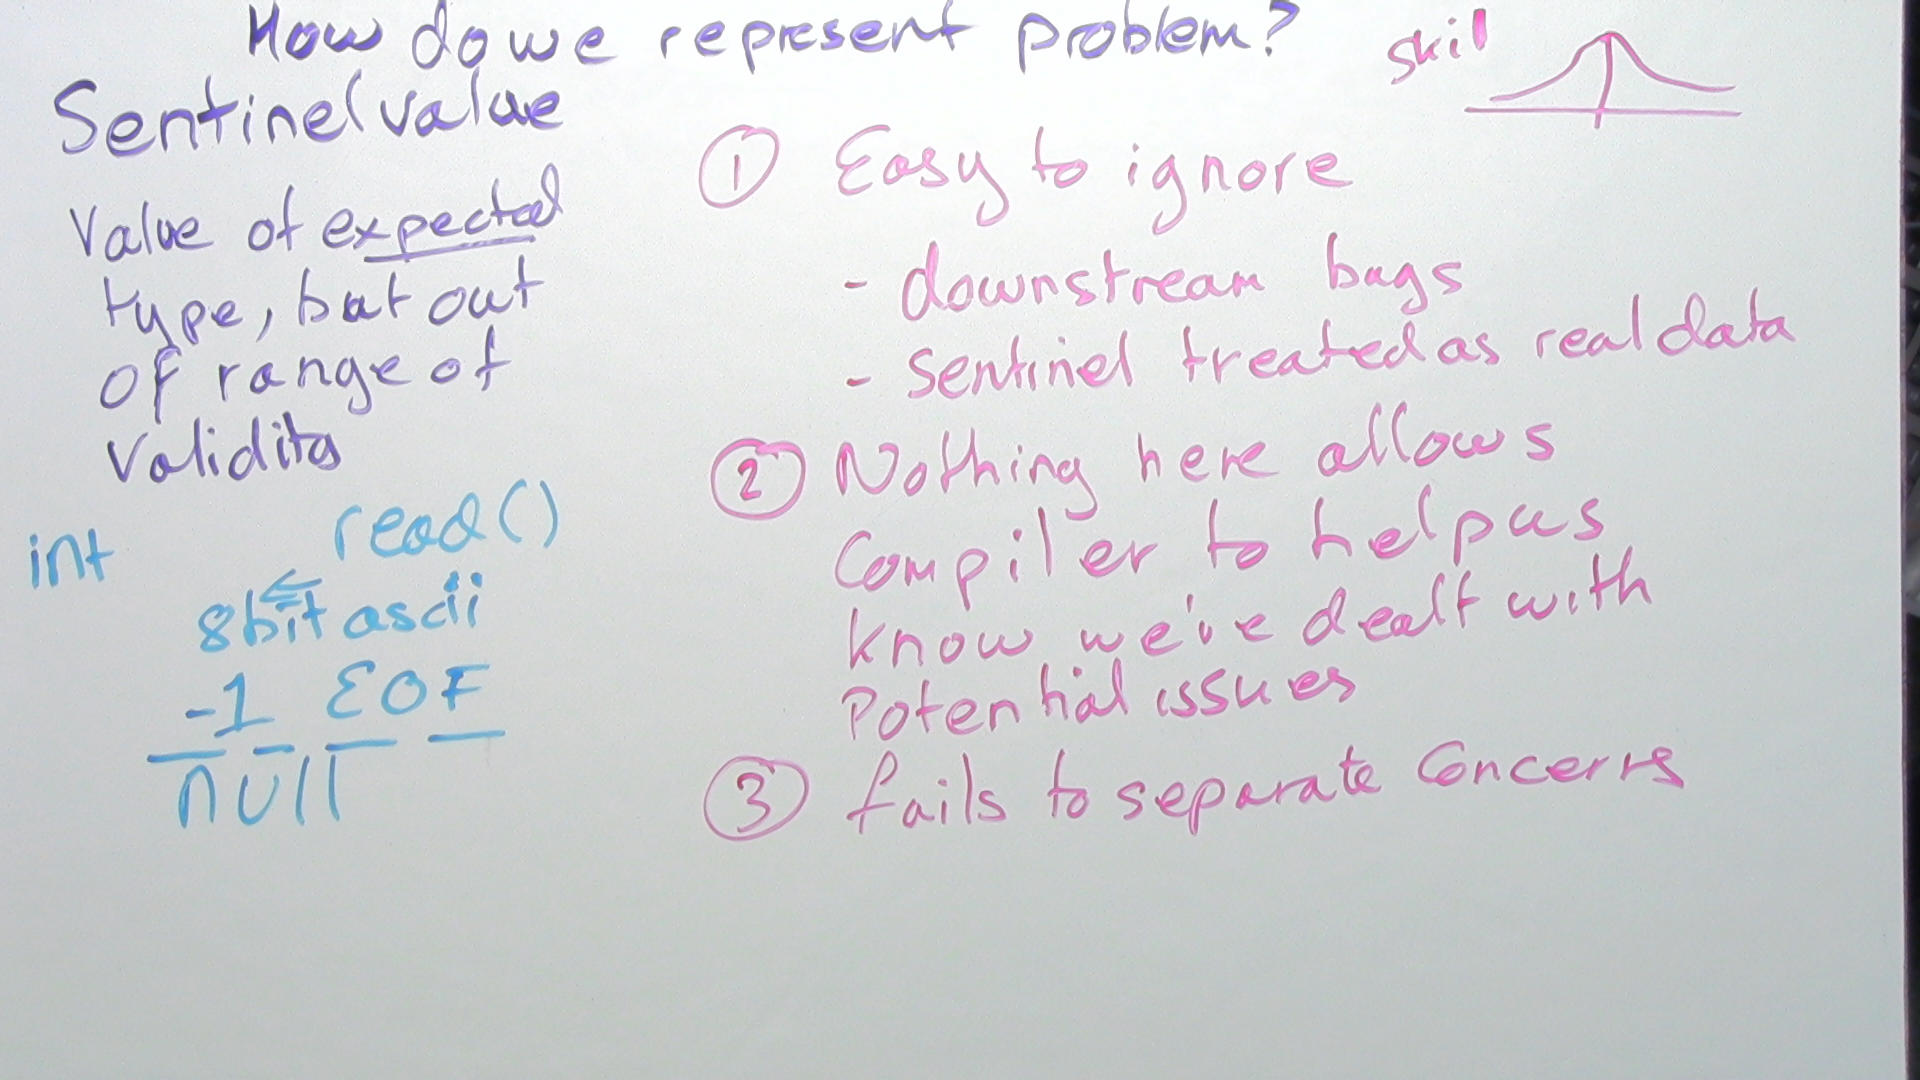 How do we represent problem?
Sentinel value
Value of expected
type, but out
of range of
validity
int read()
8bit ascii
-1 EOF
null
skil
① Easy to ignore
- downstream bugs
- sentinel treated as real data
② Nothing here allows
compiler to help us
know we've dealt with
potential issues
③ fails to separate concerns